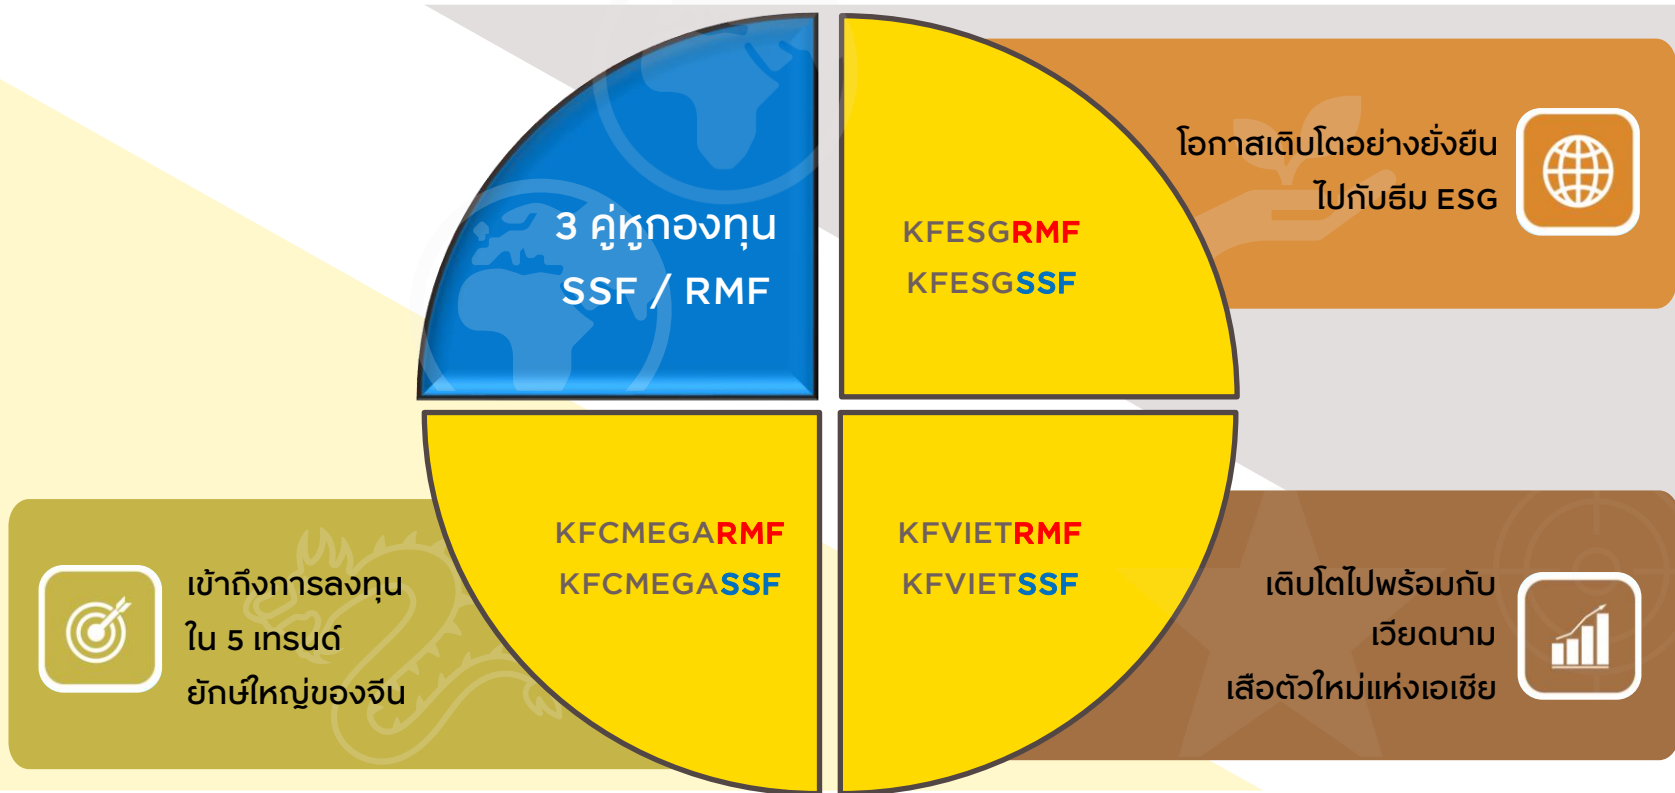 3 คู่หูกองทุน
SSF / RMF
KFESGRMF
KFESGSSF
โอกาสเติบโตอย่างยั่งยืน
ไปกับธีม ESG
KFCMEGARMF
KFCMEGASSF
เข้าถึงการลงทุน
ใน 5 เทรนด์
ยักษ์ใหญ่ของจีน
KFVIETRMF
KFVIETSSF
เติบโตไปพร้อมกับ
เวียดนาม
เสือตัวใหม่แห่งเอเชีย